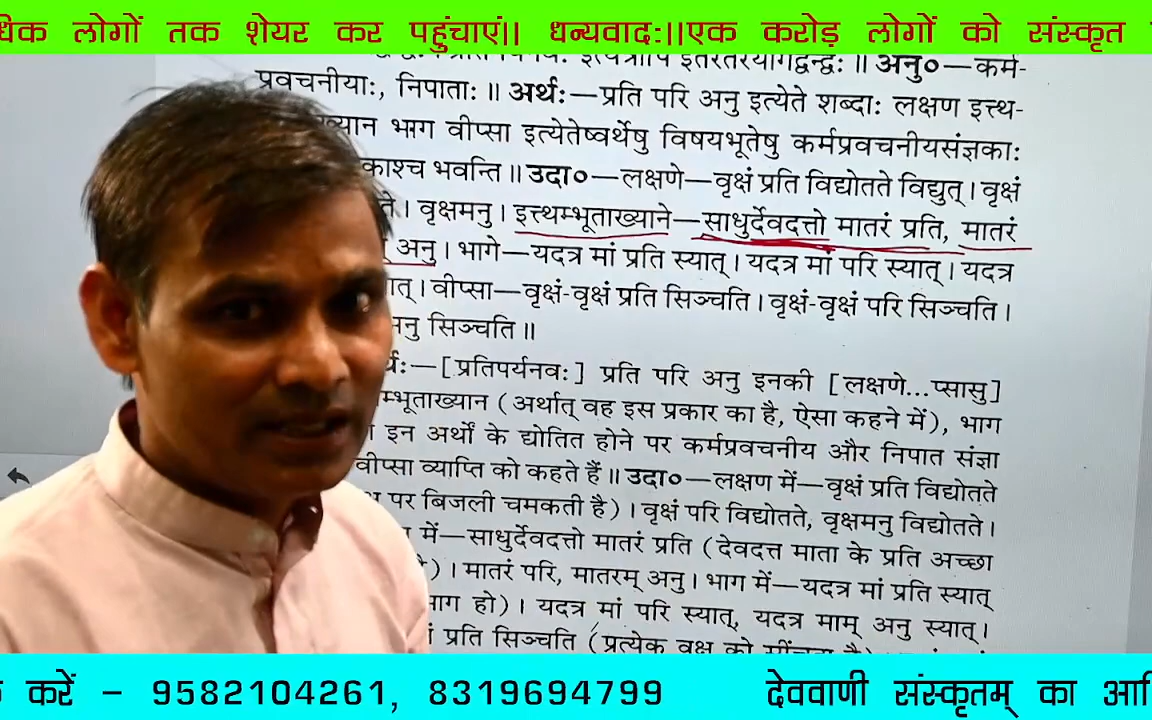 लोगों तक शेयर कर पहुंचाएं।। धन्यवादः।।एक करोड़ लोगों को संस्कृत
इत्यत्रापि इतरेतरयोगद्वन्द्वः ॥ अनु०—कर्म-
प्रवचनीयाः, निपाताः ॥ अर्थः—प्रति परि अनु इत्येते शब्दाः लक्षण इत्थ-
भाग वीप्सा इत्येतेष्वर्थेषु विषयभूतेषु कर्मप्रवचनीयसंज्ञकाः
भवन्ति ॥ उदा०—लक्षणे—वृक्षं प्रति विद्योतते विद्युत् । वृक्षं
वृक्षमनु । इत्थम्भूताख्याने—साधुर्देवदत्तो मातरं प्रति, मातरं
अनु । भागे—यदत्र मां प्रति स्यात् । यदत्र मां परि स्यात् । यदत्र
वीप्सा—वृक्षं-वृक्षं प्रति सिञ्चति । वृक्षं-वृक्षं परि सिञ्चति ।
सिञ्चति ॥
[प्रतिपर्यनवः] प्रति परि अनु इनकी [लक्षणे...प्सासु]
(अर्थात् वह इस प्रकार का है, ऐसा कहने में), भाग
इन अर्थों के द्योतित होने पर कर्मप्रवचनीय और निपात संज्ञा
वीप्सा व्याप्ति को कहते हैं ॥ उदा०—लक्षण में—वृक्षं प्रति विद्योतते
पर बिजली चमकती है) । वृक्षं परि विद्योतते, वृक्षमनु विद्योतते ।
में—साधुर्देवदत्तो मातरं प्रति (देवदत्त माता के प्रति अच्छा
मातरं परि, मातरम् अनु । भाग में—यदत्र मां प्रति स्यात्
हो) । यदत्र मां परि स्यात्, यदत्र माम् अनु स्यात् ।
प्रति सिञ्चति (प्रत्येक वृक्ष को सींचता है)
करें – 9582104261, 8319694799 देववाणी संस्कृतम् का